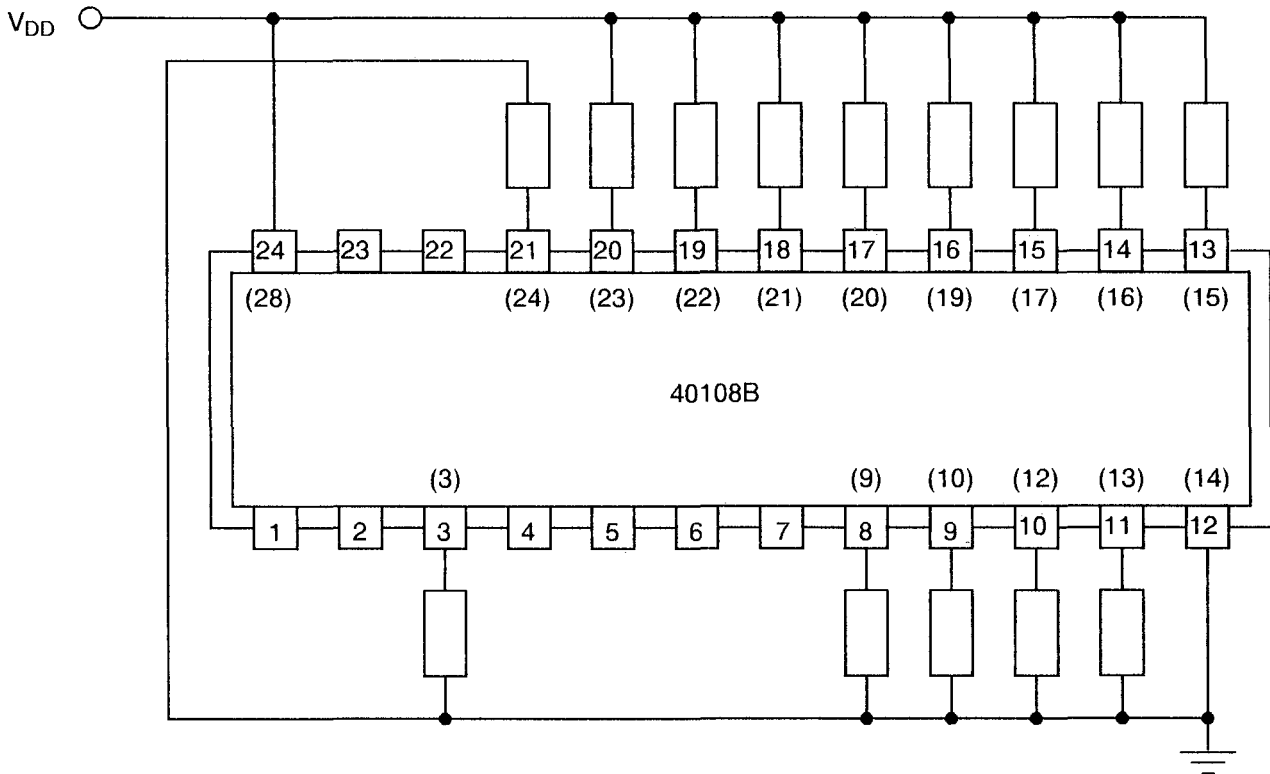 VDD
24 23 22 21 20 19 18 17 16 15 14 13
(28) (24) (23) (22) (21) (20) (19) (17) (16) (15)
40108B
(3) (9) (10) (12) (13) (14)
1 2 3 4 5 6 7 8 9 10 11 12